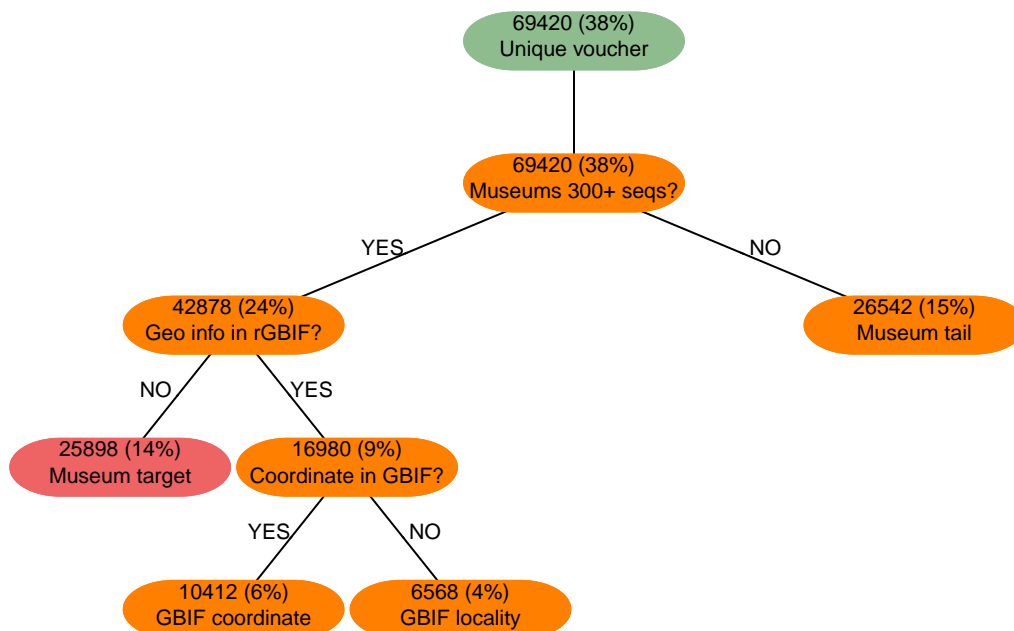 69420 (38%)
Unique voucher
69420 (38%)
Museums 300+ seqs?
YES
NO
42878 (24%)
Geo info in rGBIF?
26542 (15%)
Museum tail
NO
YES
25898 (14%)
Museum target
16980 (9%)
Coordinate in GBIF?
YES
NO
10412 (6%)
GBIF coordinate
6568 (4%)
GBIF locality